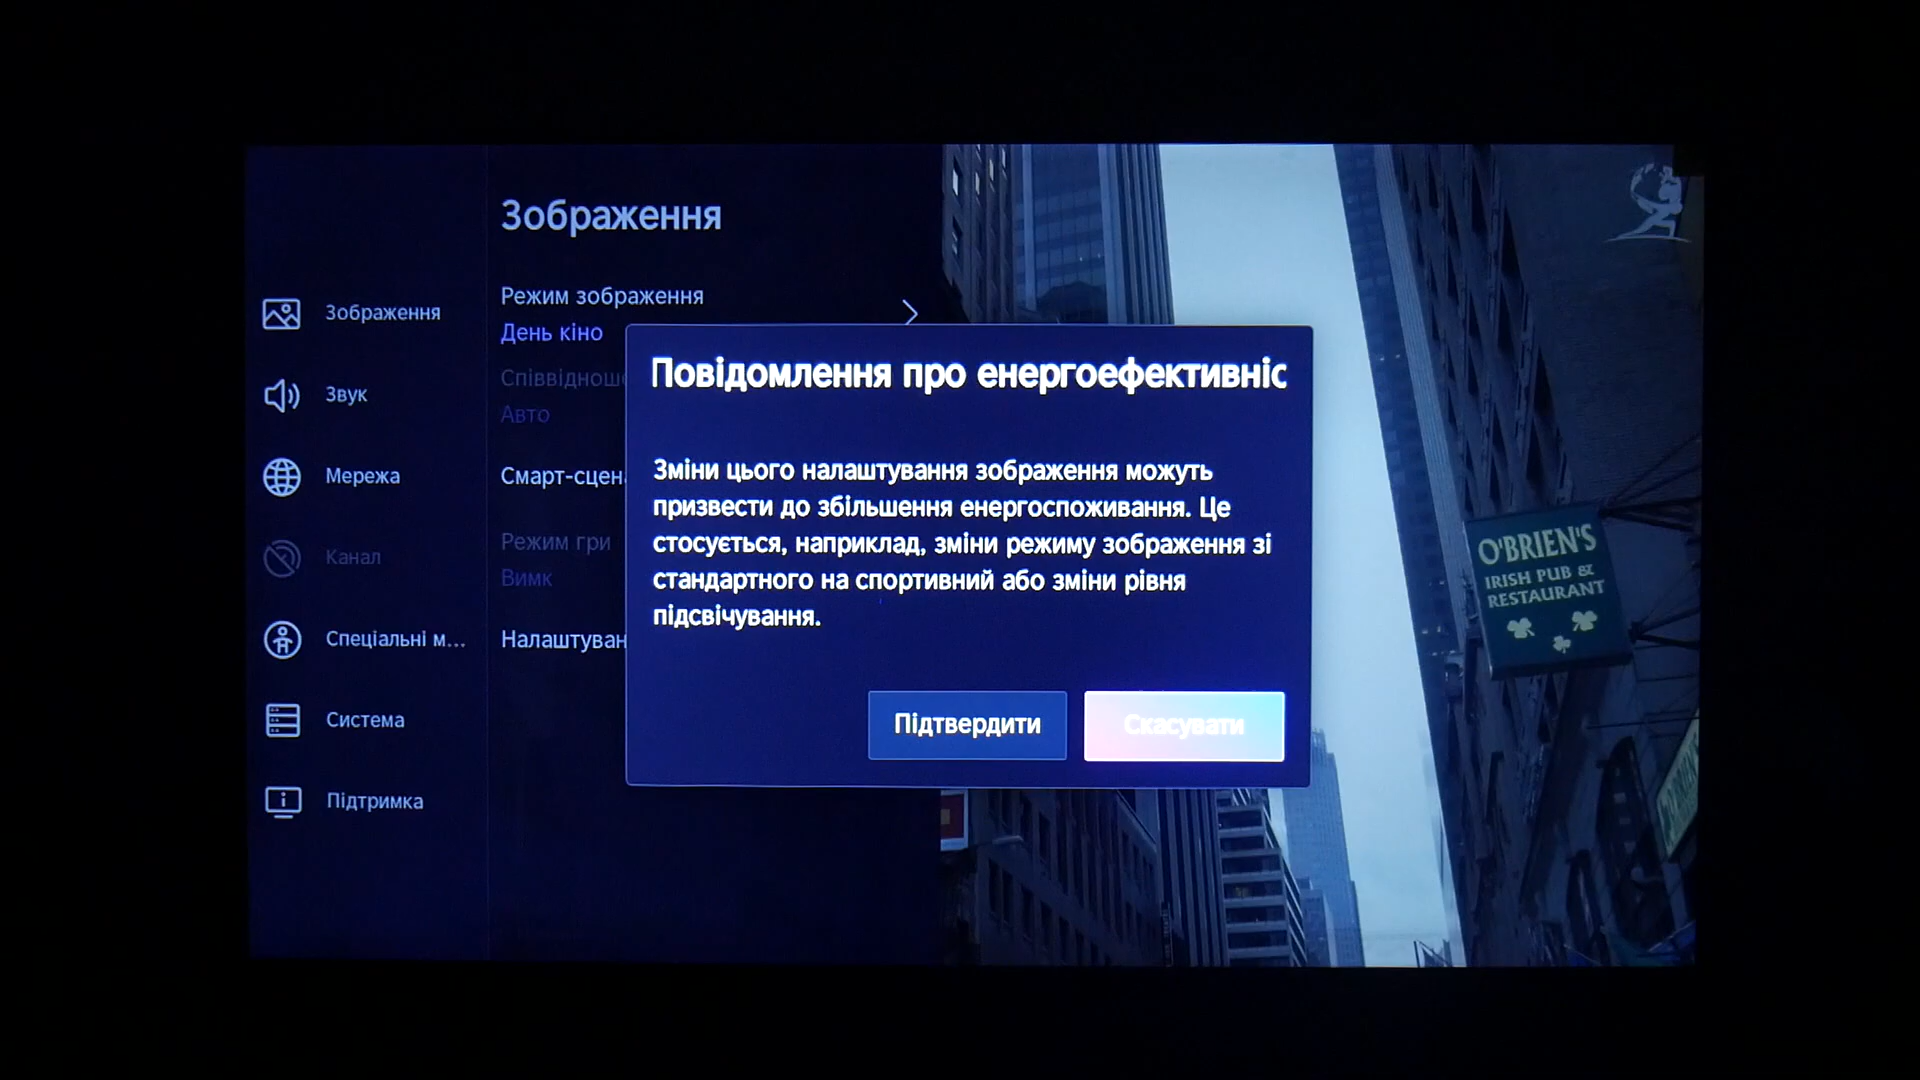 Зображення
Зображення
Звук
Мережа
Канал
Спеціальні м...
Система
Підтримка
Режим зображення
День кіно
Авто
Смарт-сцен
Режим гри
Вимк
Налаштуван
Повідомлення про енергоефективніс
Зміни цього налаштування зображення можуть
призвести до збільшення енергоспоживання. Це
стосується, наприклад, зміни режиму зображення зі
стандартного на спортивний або зміни рівня
підсвічування.
Підтвердити
Скасувати
O'BRIEN'S
IRISH PUB &
RESTAURANT